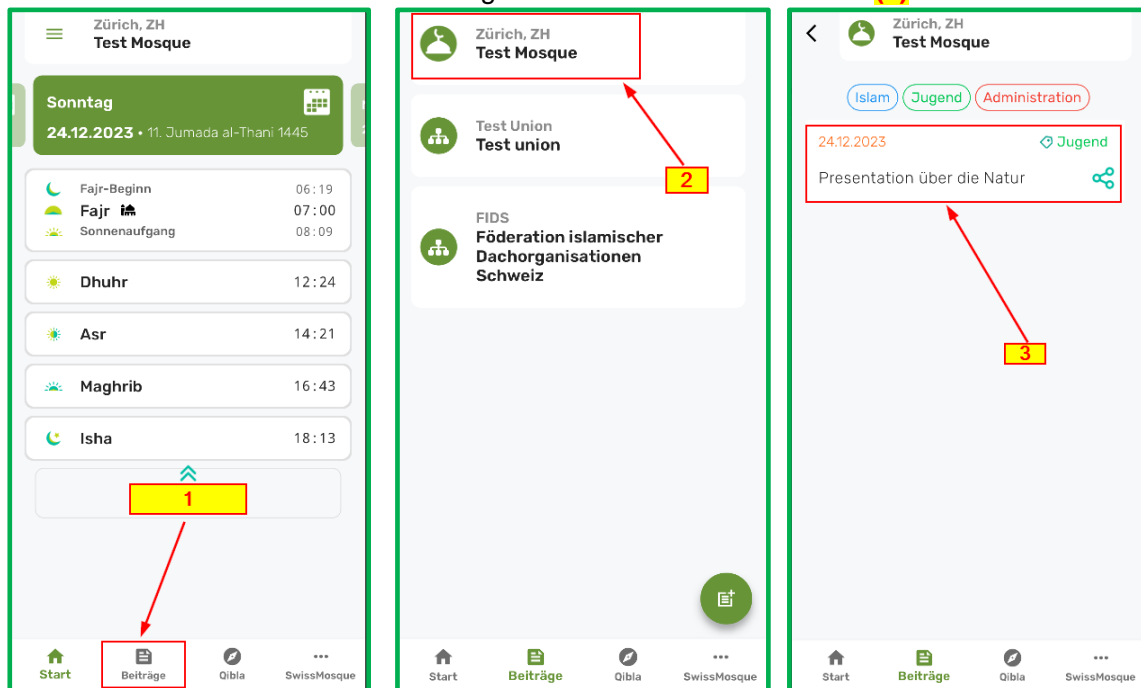 Zürich, ZH
Test Mosque
Sonntag
24.12.2023 • 11. Jumada al-Thani 1445
Fajr-Beginn 06:19
Fajr 07:00
Sonnenaufgang 08:09
Dhuhr 12:24
Asr 14:21
Maghrib 16:43
Isha 18:13
1
Start Beiträge Qibla SwissMosque
Zürich, ZH
Test Mosque
Test Union
Test union
2
FIDS
Föderation islamischer
Dachorganisationen
Schweiz
Start Beiträge Qibla SwissMosque
Zürich, ZH
Test Mosque
Islam Jugend Administration
24.12.2023 Jugend
Presentation über die Natur
3
Start Beiträge Qibla SwissMosque